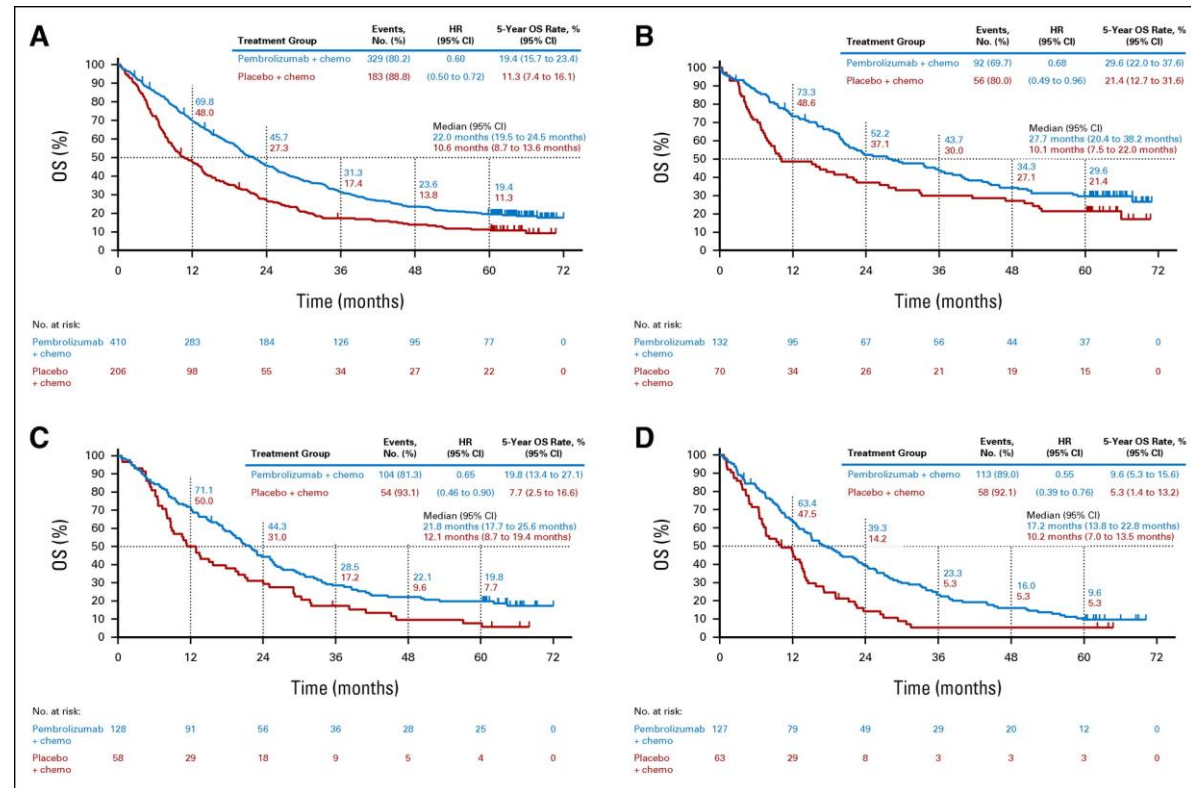 A
Treatment Group Events, No. (%) HR (95% CI) 5-Year OS Rate, % (95% CI)
Pembrolizumab + chemo 329 (80.2) 0.60 19.4 (15.7 to 23.4)
Placebo + chemo 183 (88.8) (0.50 to 0.72) 11.3 (7.4 to 16.1)
Median (95% CI)
22.0 months (19.5 to 24.5 months)
10.6 months (8.7 to 13.6 months)
69.8 45.7 31.3 23.6 19.4
48.0 27.3 17.4 13.8 11.3
OS (%)
100
90
80
70
60
50
40
30
20
10
0
0 12 24 36 48 60 72
Time (months)
No. at risk:
Pembrolizumab 410 283 184 126 95 77 0
+ chemo
Placebo 206 98 55 34 27 22 0
+ chemo
B
Treatment Group Events, No. (%) HR (95% CI) 5-Year OS Rate, % (95% CI)
Pembrolizumab + chemo 92 (69.7) 0.68 29.6 (22.0 to 37.6)
Placebo + chemo 56 (80.0) (0.49 to 0.96) 21.4 (12.7 to 31.6)
Median (95% CI)
27.7 months (20.4 to 38.2 months)
10.1 months (7.5 to 22.0 months)
73.3 52.2 43.7 34.3 29.6
48.6 37.1 30.0 27.1 21.4
OS (%)
100
90
80
70
60
50
40
30
20
10
0
0 12 24 36 48 60 72
Time (months)
No. at risk:
Pembrolizumab 132 95 67 56 44 37 0
+ chemo
Placebo 70 34 26 21 19 15 0
+ chemo
C
Treatment Group Events, No. (%) HR (95% CI) 5-Year OS Rate, % (95% CI)
Pembrolizumab + chemo 104 (81.3) 0.65 19.8 (13.4 to 27.1)
Placebo + chemo 54 (93.1) (0.46 to 0.90) 7.7 (2.5 to 16.6)
Median (95% CI)
21.8 months (17.7 to 25.6 months)
12.1 months (8.7 to 19.4 months)
71.1 44.3 28.5 22.1 19.8
50.0 31.0 17.2 9.6 7.7
OS (%)
100
90
80
70
60
50
40
30
20
10
0
0 12 24 36 48 60 72
Time (months)
No. at risk:
Pembrolizumab 128 91 56 36 28 25 0
+ chemo
Placebo 58 29 18 9 5 4 0
+ chemo
D
Treatment Group Events, No. (%) HR (95% CI) 5-Year OS Rate, % (95% CI)
Pembrolizumab + chemo 113 (89.0) 0.55 9.6 (5.3 to 15.6)
Placebo + chemo 58 (92.1) (0.39 to 0.76) 5.3 (1.4 to 13.2)
Median (95% CI)
17.2 months (13.8 to 22.8 months)
10.2 months (7.0 to 13.5 months)
63.4 39.3 23.3 16.0 9.6
47.5 14.2 5.3 5.3 5.3
OS (%)
100
90
80
70
60
50
40
30
20
10
0
0 12 24 36 48 60 72
Time (months)
No. at risk:
Pembrolizumab 127 79 49 29 20 12 0
+ chemo
Placebo 63 29 8 3 3 3 0
+ chemo